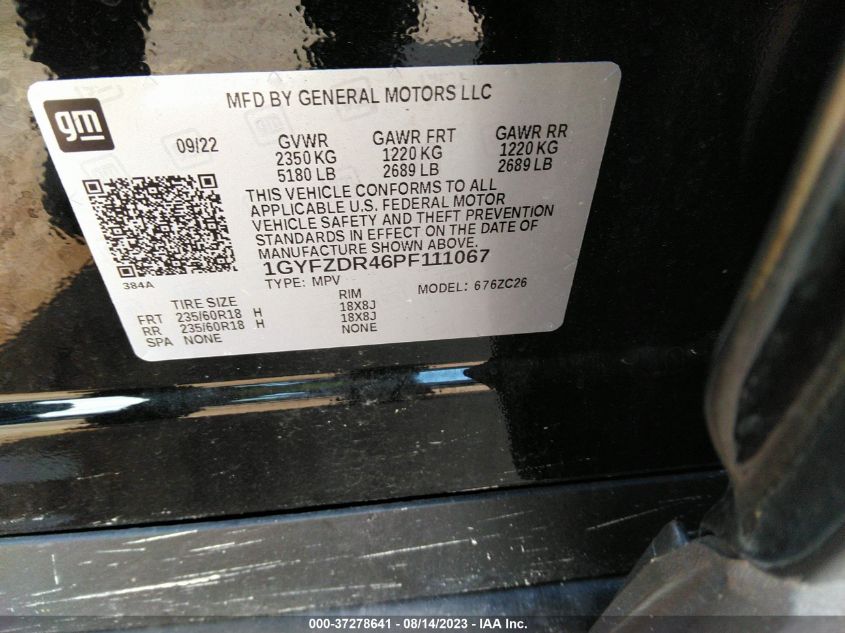 gm
MFD BY GENERAL MOTORS LLC
09/22
GVWR
2350 KG
5180 LB
GAWR FRT
1220 KG
2689 LB
GAWR RR
1220 KG
2689 LB
THIS VEHICLE CONFORMS TO ALL
APPLICABLE U.S. FEDERAL MOTOR
VEHICLE SAFETY AND THEFT PREVENTION
STANDARDS IN EFFECT ON THE DATE OF
MANUFACTURE SHOWN ABOVE.
1GYFZDR46PF111067
384A
TYPE: MPV
MODEL: 676ZC26
TIRE SIZE RIM
FRT 235/60R18 H 18X8J
RR 235/60R18 H 18X8J
SPA NONE NONE
000-37278641 - 08/14/2023 - IAA Inc.